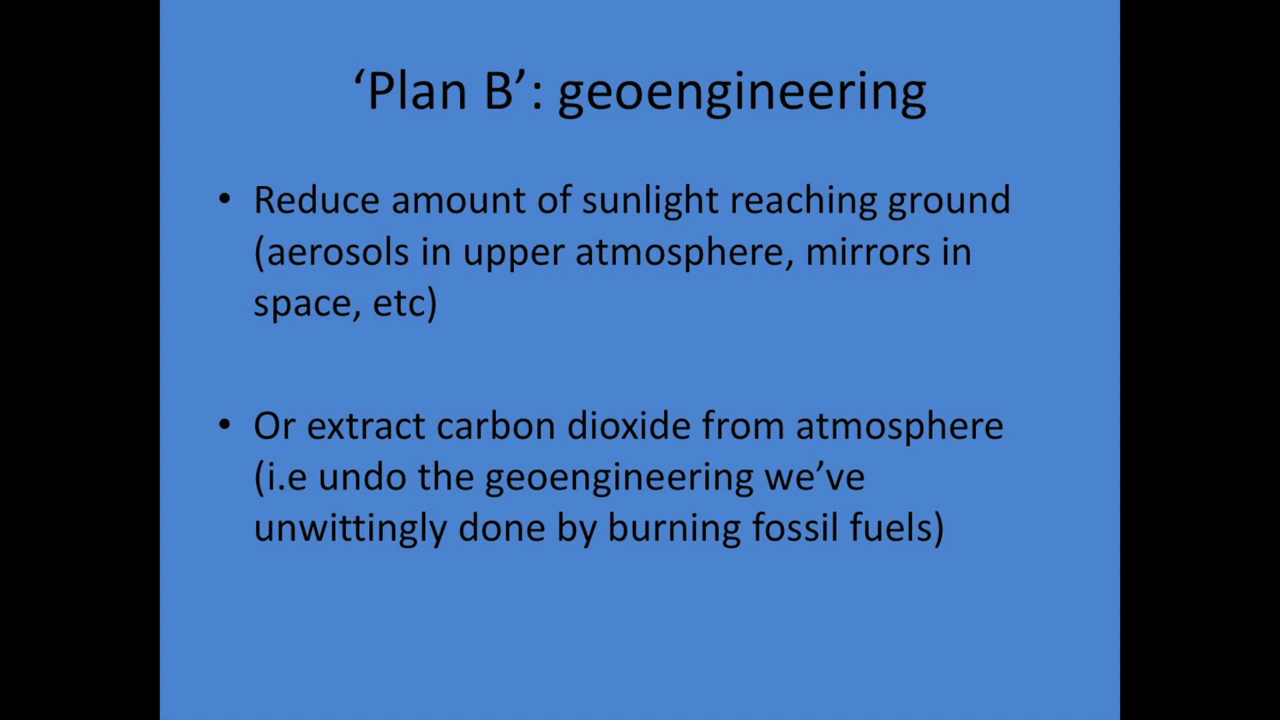 ‘Plan B’: geoengineering
• Reduce amount of sunlight reaching ground
(aerosols in upper atmosphere, mirrors in
space, etc)
• Or extract carbon dioxide from atmosphere
(i.e undo the geoengineering we’ve
unwittingly done by burning fossil fuels)